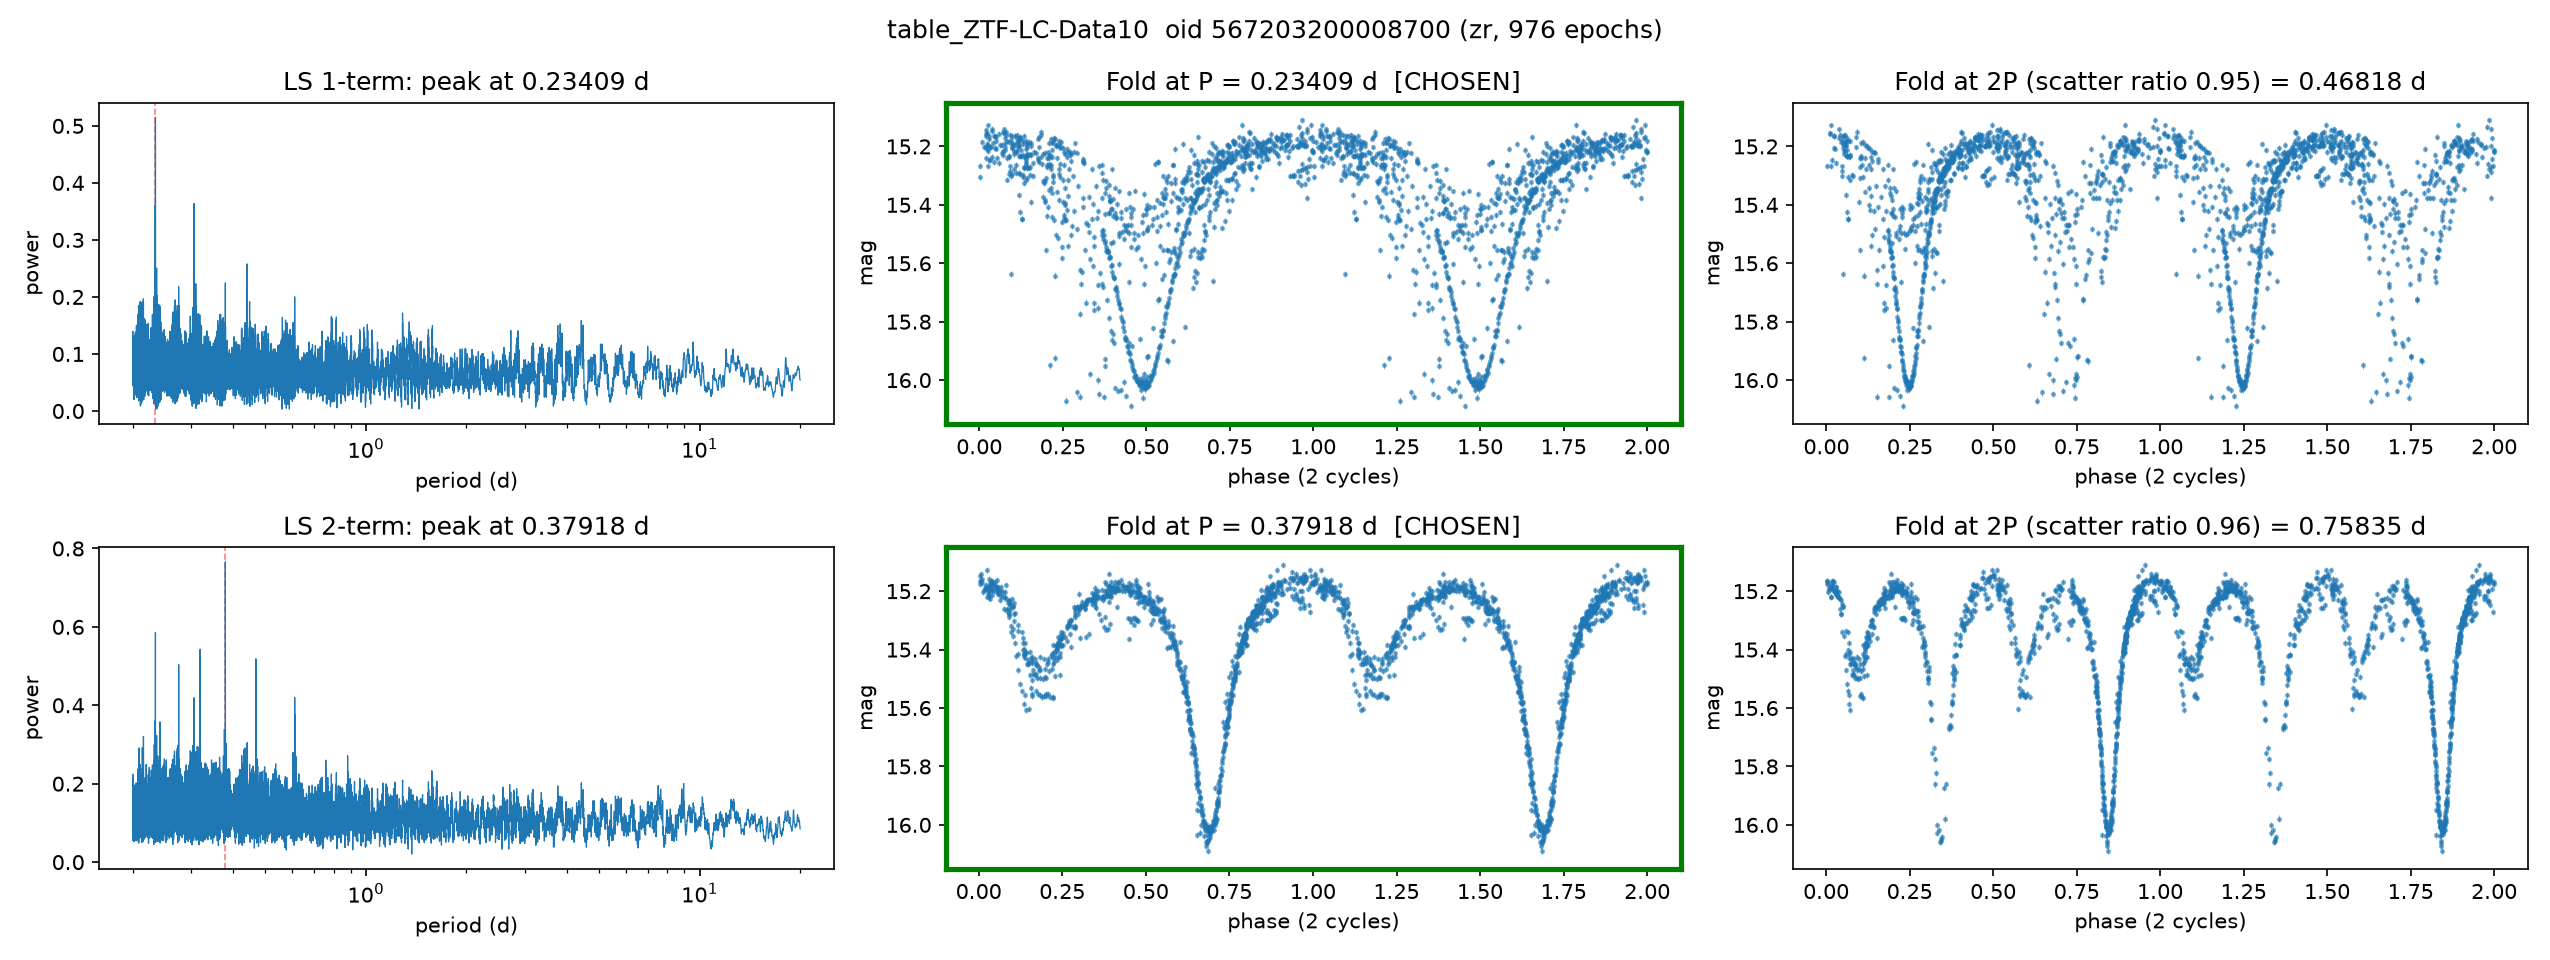 table_ZTF-LC-Data10  oid 567203200008700 (zr, 976 epochs)
LS 1-term: peak at 0.23409 d
power
0.5
0.4
0.3
0.2
0.1
0.0
10⁰
10¹
period (d)
Fold at P = 0.23409 d  [CHOSEN]
mag
15.2
15.4
15.6
15.8
16.0
0.00 0.25 0.50 0.75 1.00 1.25 1.50 1.75 2.00
phase (2 cycles)
Fold at 2P (scatter ratio 0.95) = 0.46818 d
mag
15.2
15.4
15.6
15.8
16.0
0.00 0.25 0.50 0.75 1.00 1.25 1.50 1.75 2.00
phase (2 cycles)
LS 2-term: peak at 0.37918 d
power
0.8
0.6
0.4
0.2
0.0
10⁰
10¹
period (d)
Fold at P = 0.37918 d  [CHOSEN]
mag
15.2
15.4
15.6
15.8
16.0
0.00 0.25 0.50 0.75 1.00 1.25 1.50 1.75 2.00
phase (2 cycles)
Fold at 2P (scatter ratio 0.96) = 0.75835 d
mag
15.2
15.4
15.6
15.8
16.0
0.00 0.25 0.50 0.75 1.00 1.25 1.50 1.75 2.00
phase (2 cycles)